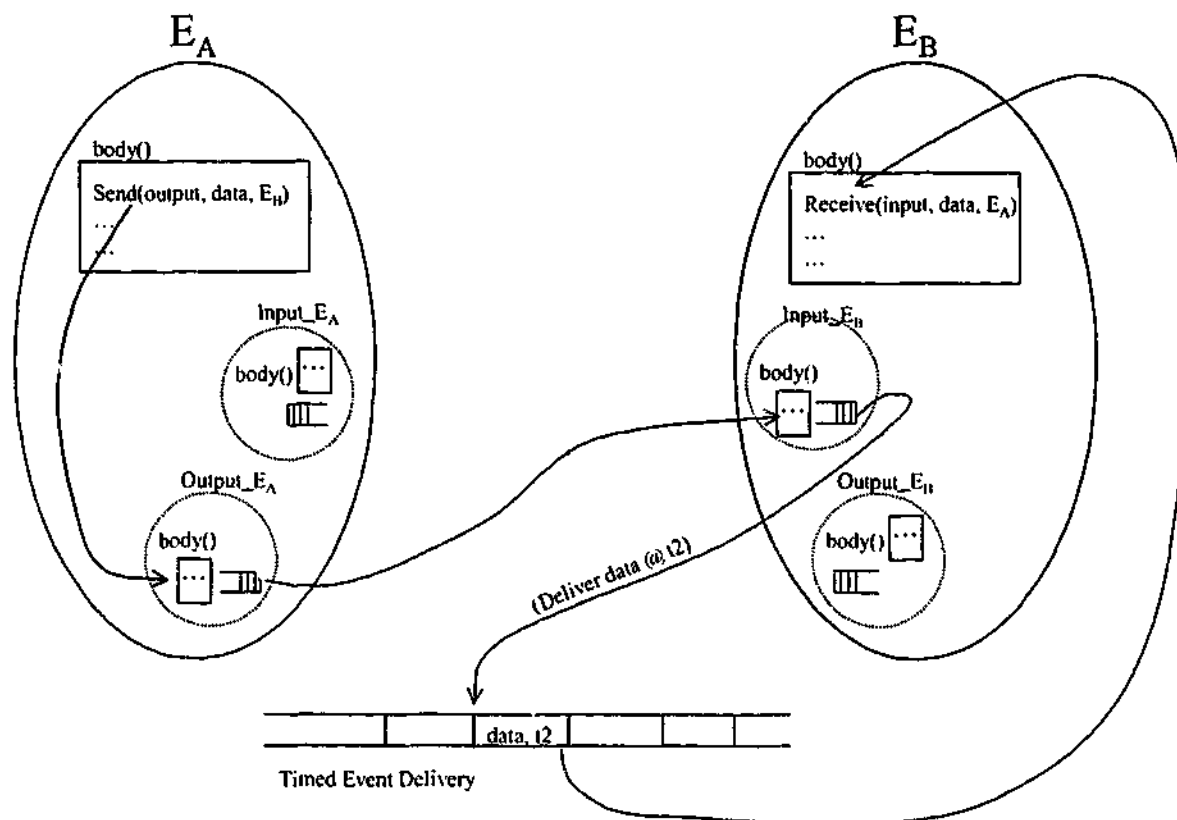 E_A
body()
Send(output, data, E_B)
...
...
Input_E_A
body()
...
Output_E_A
body()
...
E_B
body()
Receive(input, data, E_A)
...
...
Input_E_B
body()
...
Output_E_B
body()
...
(Deliver data @ t2)
data, t2
Timed Event Delivery